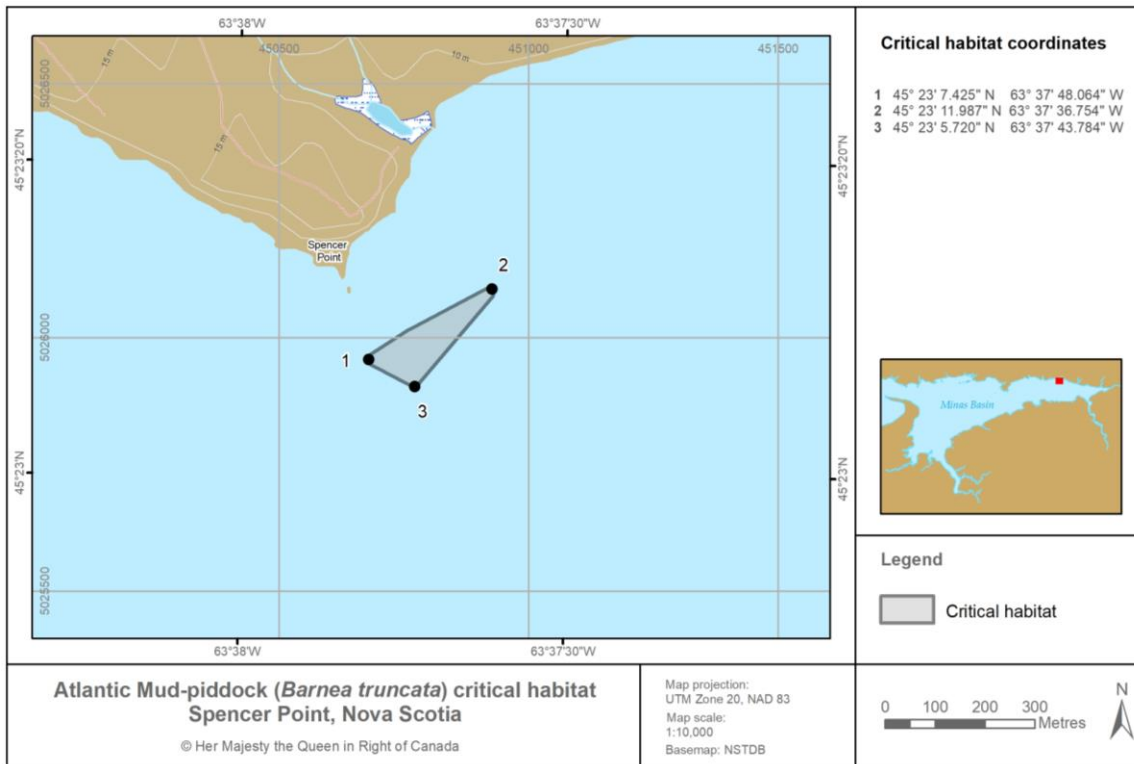 63°38'W
63°37'30"W
450500
451000
451500
15 m
10 m
5026500
45°23'20"N
45°23'20"N
15 m
Spencer
Point
2
5026000
1
3
45°23'N
45°23'N
5025500
63°38'W
63°37'30"W
Critical habitat coordinates
1 45° 23' 7.425" N 63° 37' 48.064" W
2 45° 23' 11.987" N 63° 37' 36.754" W
3 45° 23' 5.720" N 63° 37' 43.784" W
Minas Basin
Legend
Critical habitat
Atlantic Mud-piddock (Barnea truncata) critical habitat
Spencer Point, Nova Scotia
© Her Majesty the Queen in Right of Canada
Map projection:
UTM Zone 20, NAD 83
Map scale:
1:10,000
Basemap: NSTDB
0 100 200 300
Metres
N